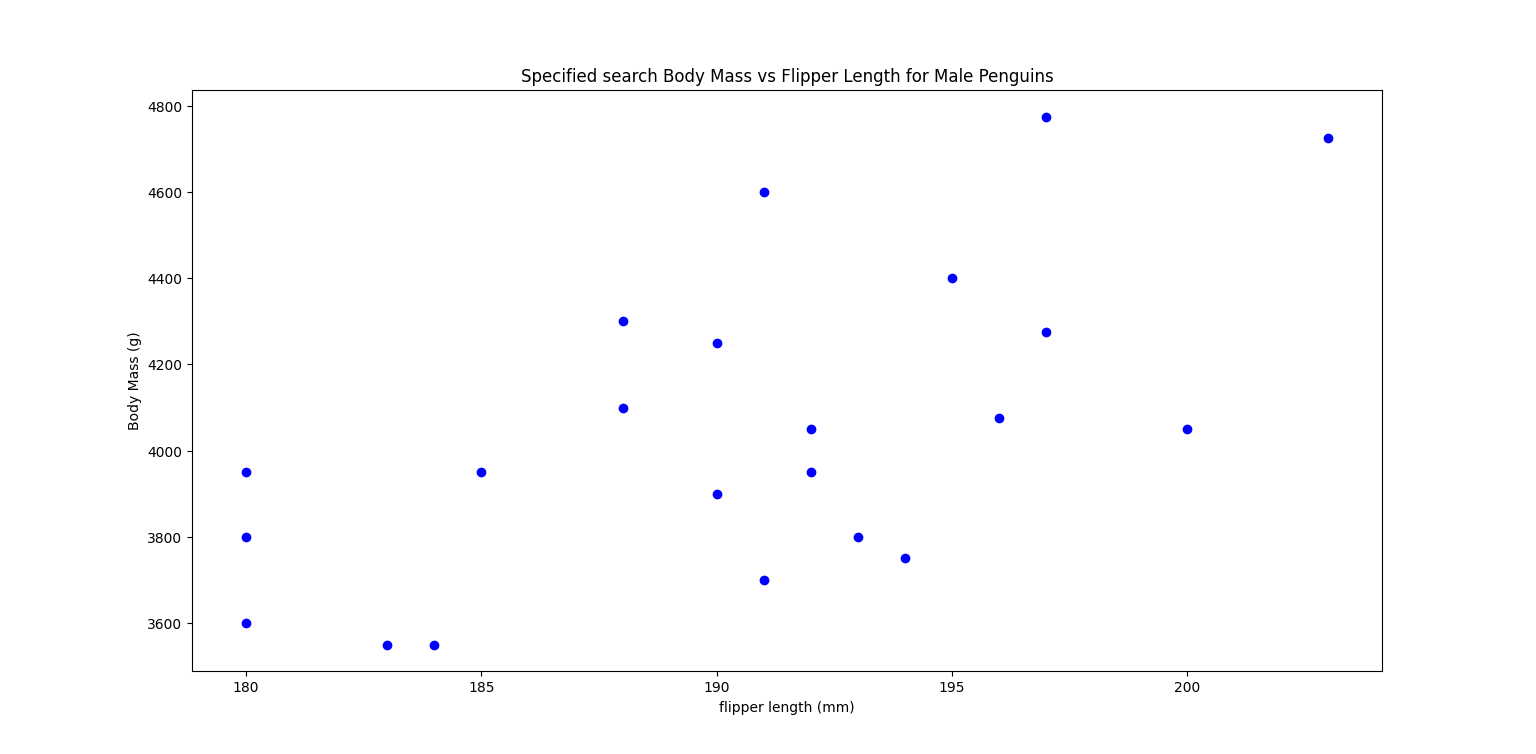 Specified search Body Mass vs Flipper Length for Male Penguins
4800
4600
4400
4200
4000
3800
3600
Body Mass (g)
180 185 190 195 200
flipper length (mm)